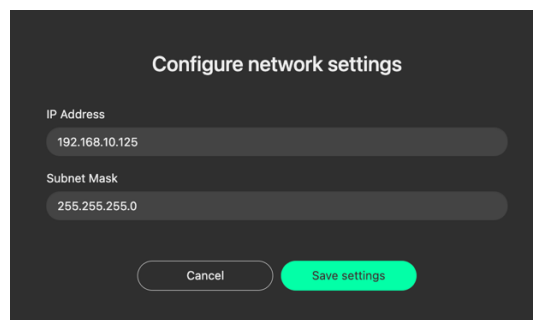 Configure network settings
IP Address
192.168.10.125
Subnet Mask
255.255.255.0
Cancel
Save settings